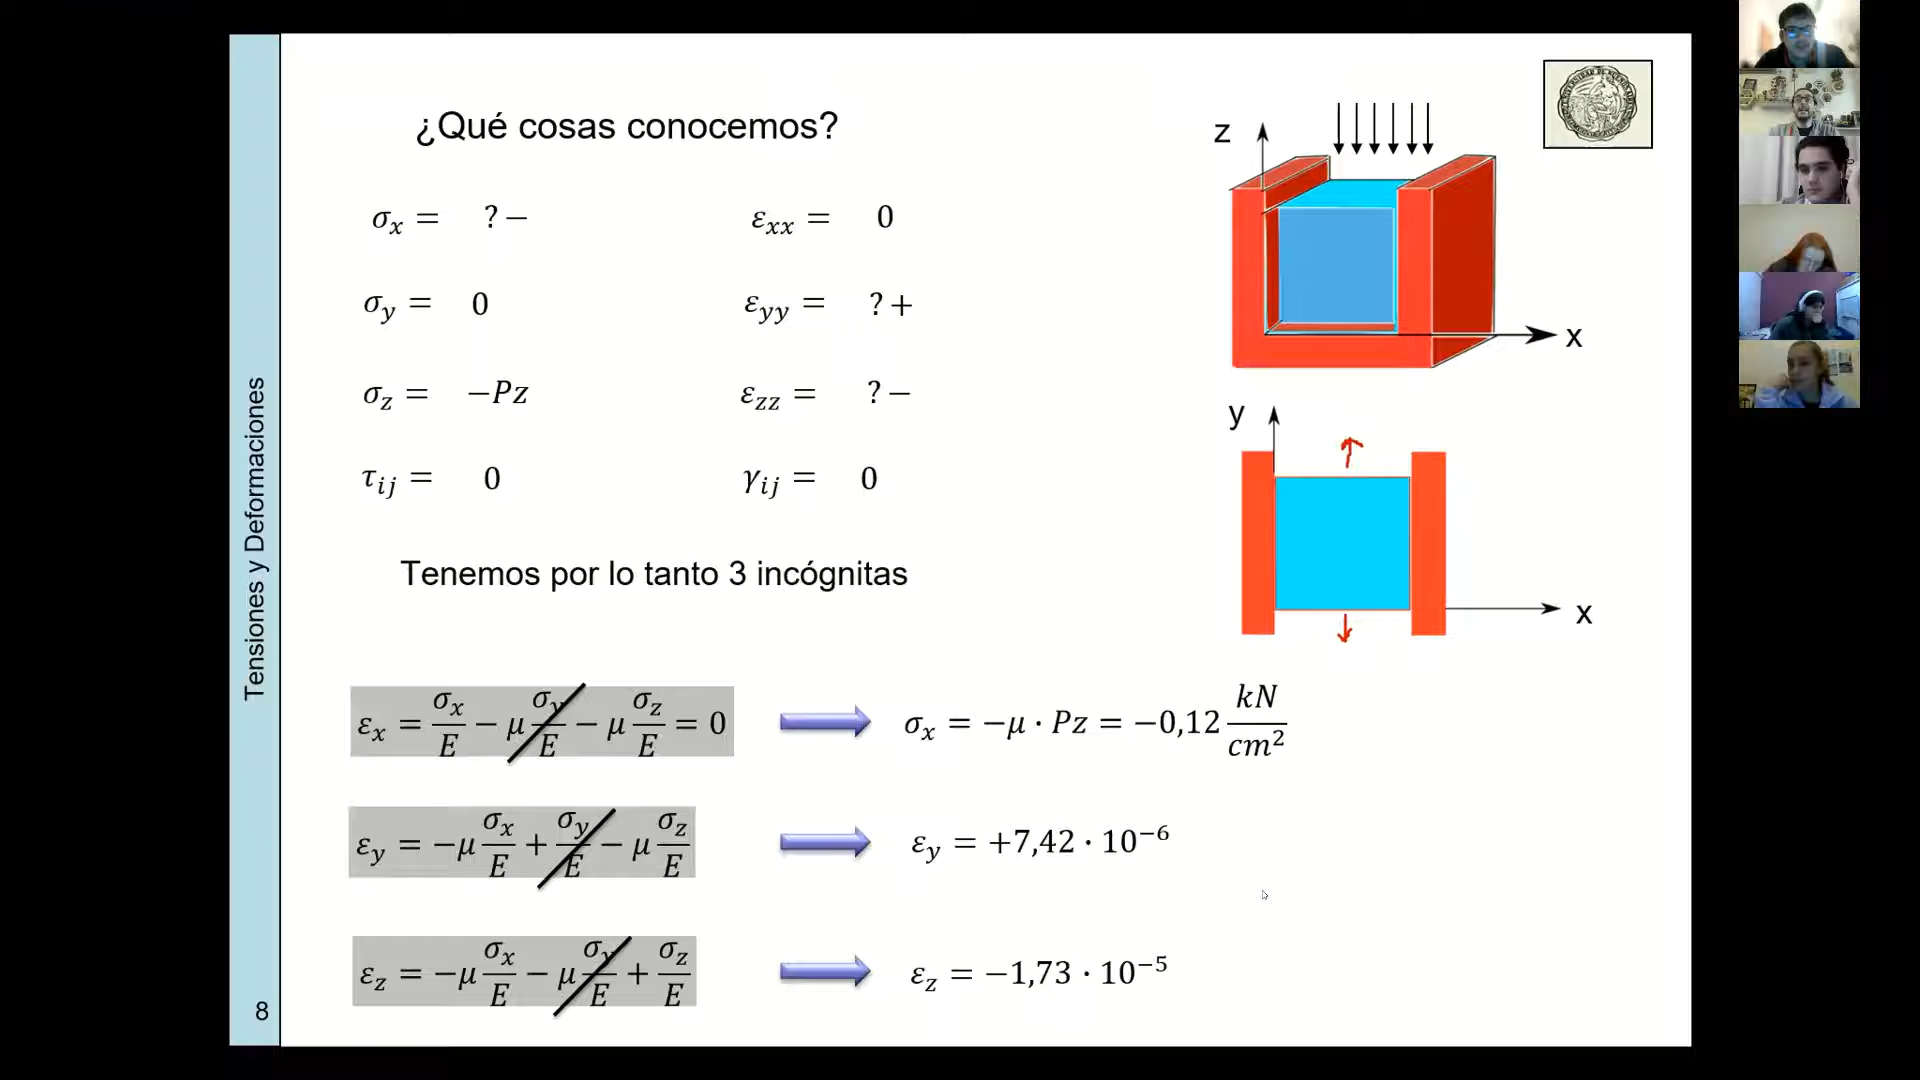 ¿Qué cosas conocemos?
σx = ? −
εxx = 0
σy = 0
εyy = ? +
σz = −Pz
εzz = ? −
τij = 0
γij = 0
Tenemos por lo tanto 3 incógnitas
εx = σx/E − μ σy/E − μ σz/E = 0
σx = −μ · Pz = −0,12 kN/cm²
εy = −μ σx/E + σy/E − μ σz/E
εy = +7,42 · 10⁻⁶
εz = −μ σx/E − μ σy/E + σz/E
εz = −1,73 · 10⁻⁵
z
x
y
x
Tensiones y Deformaciones
8